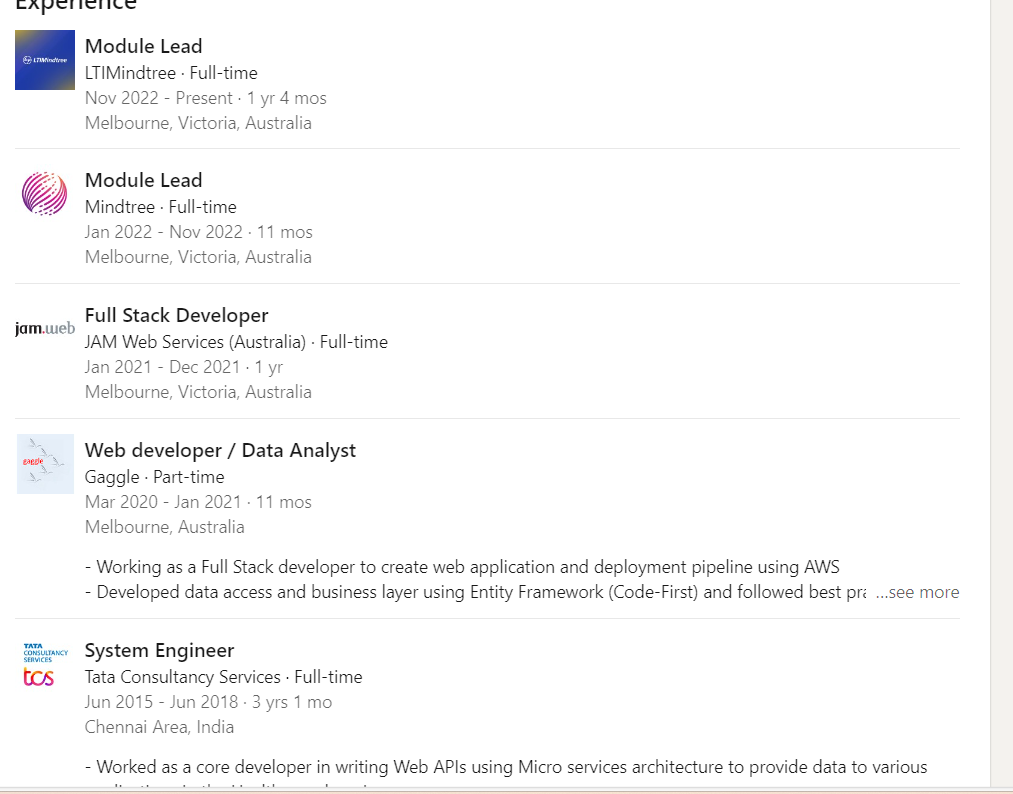 Experience
LTIMindtree
Module Lead
LTIMindtree · Full-time
Nov 2022 - Present · 1 yr 4 mos
Melbourne, Victoria, Australia
Module Lead
Mindtree · Full-time
Jan 2022 - Nov 2022 · 11 mos
Melbourne, Victoria, Australia
jam.web
Full Stack Developer
JAM Web Services (Australia) · Full-time
Jan 2021 - Dec 2021 · 1 yr
Melbourne, Victoria, Australia
gaggle
Web developer / Data Analyst
Gaggle · Part-time
Mar 2020 - Jan 2021 · 11 mos
Melbourne, Australia
- Working as a Full Stack developer to create web application and deployment pipeline using AWS
- Developed data access and business layer using Entity Framework (Code-First) and followed best pra ...see more
TATA
CONSULTANCY
SERVICES
tcs
System Engineer
Tata Consultancy Services · Full-time
Jun 2015 - Jun 2018 · 3 yrs 1 mo
Chennai Area, India
- Worked as a core developer in writing Web APIs using Micro services architecture to provide data to various